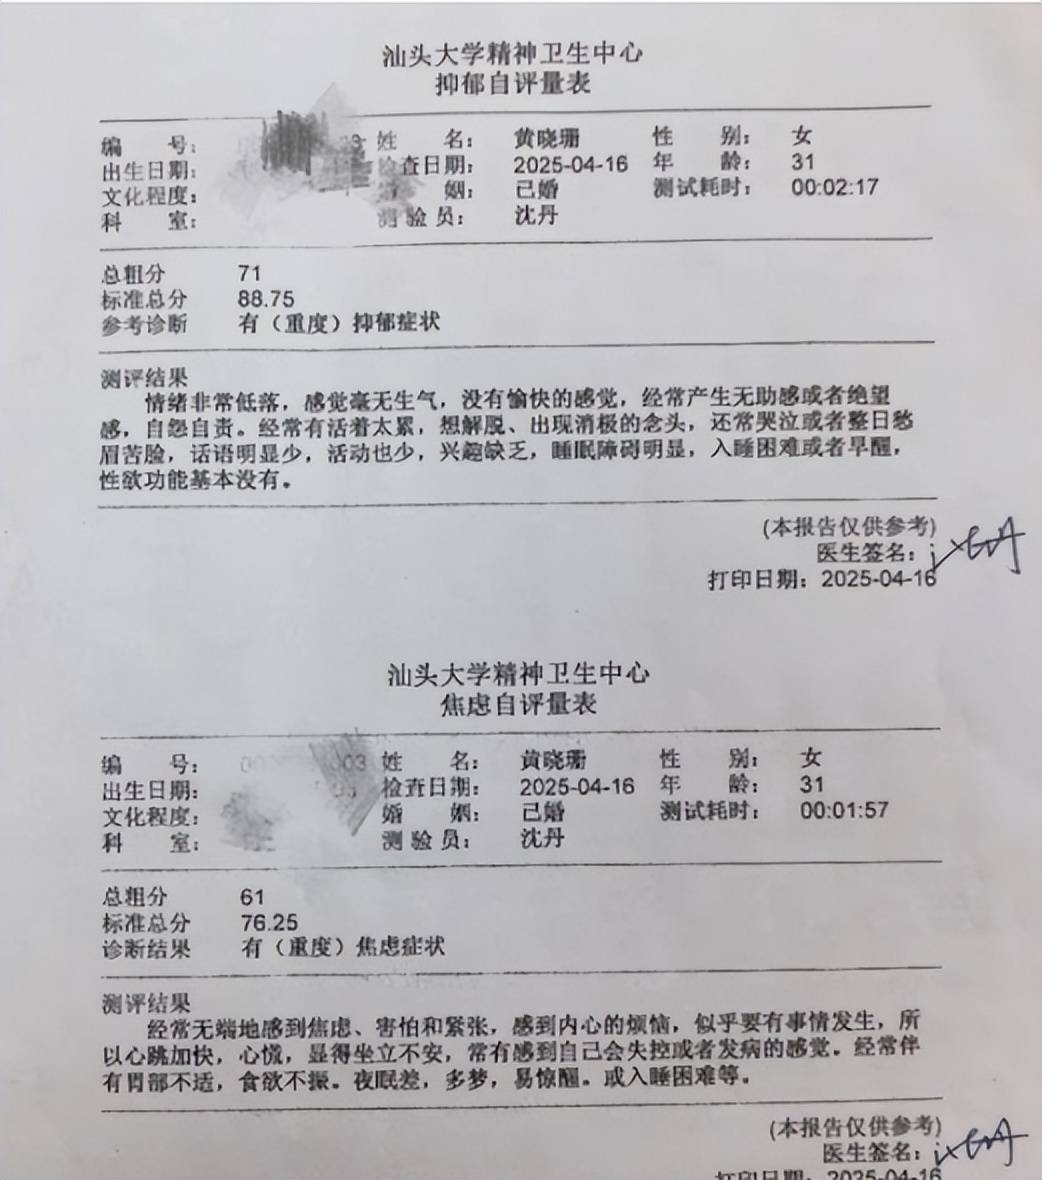 汕头大学精神卫生中心
抑郁自评量表
编 号： 姓 名： 黄晓珊 性 别： 女
出生日期： 检查日期： 2025-04-16 年 龄： 31
文化程度： 姻： 已婚 测试耗时： 00:02:17
科 室： 测验员： 沈丹
总粗分 71
标准总分 88.75
参考诊断 有（重度）抑郁症状
测评结果
情绪非常低落，感觉毫无生气，没有愉快的感觉，经常产生无助感或者绝望
感，自怨自责。经常有活着太累，想解脱、出现消极的念头，还常哭泣或者整日愁
眉苦脸，话语明显少，活动也少，兴趣缺乏，睡眠障碍明显，入睡困难或者早醒，
性欲功能基本没有。
(本报告仅供参考)
医生签名：
打印日期：2025-04-16
汕头大学精神卫生中心
焦虑自评量表
编 号： 003 姓 名： 黄晓珊 性 别： 女
出生日期： 检查日期： 2025-04-16 年 龄： 31
文化程度： 婚 姻： 已婚 测试耗时： 00:01:57
科 室： 测验员： 沈丹
总粗分 61
标准总分 76.25
诊断结果 有（重度）焦虑症状
测评结果
经常无端地感到焦虑、害怕和紧张，感到内心的烦恼，似乎要有事情发生，所
以心跳加快，心慌，显得坐立不安，常有感到自己会失控或者发病的感觉。经常伴
有胃部不适，食欲不振。夜眠差，多梦，易惊醒。或入睡困难等。
(本报告仅供参考)
医生签名：
打印日期：2025-04-16